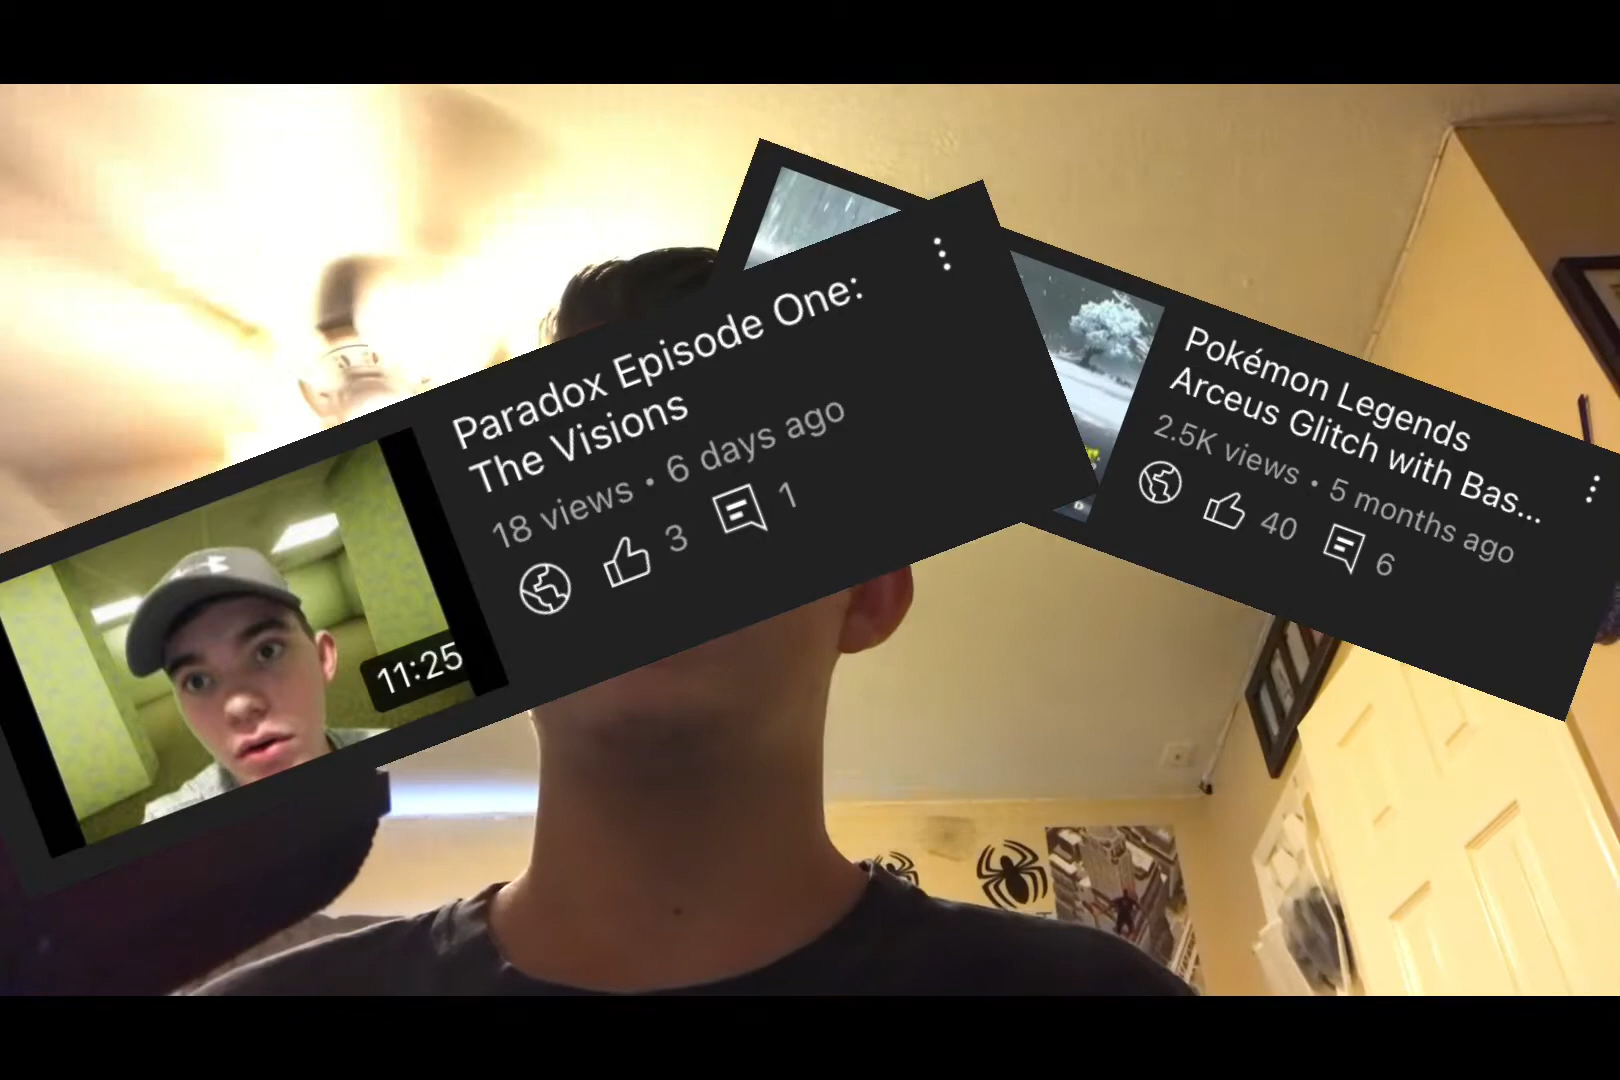 Paradox Episode One:
The Visions
18 views • 6 days ago
3 1
11:25
Pokémon Legends
Arceus Glitch with Bas...
2.5K views • 5 months ago
40 6